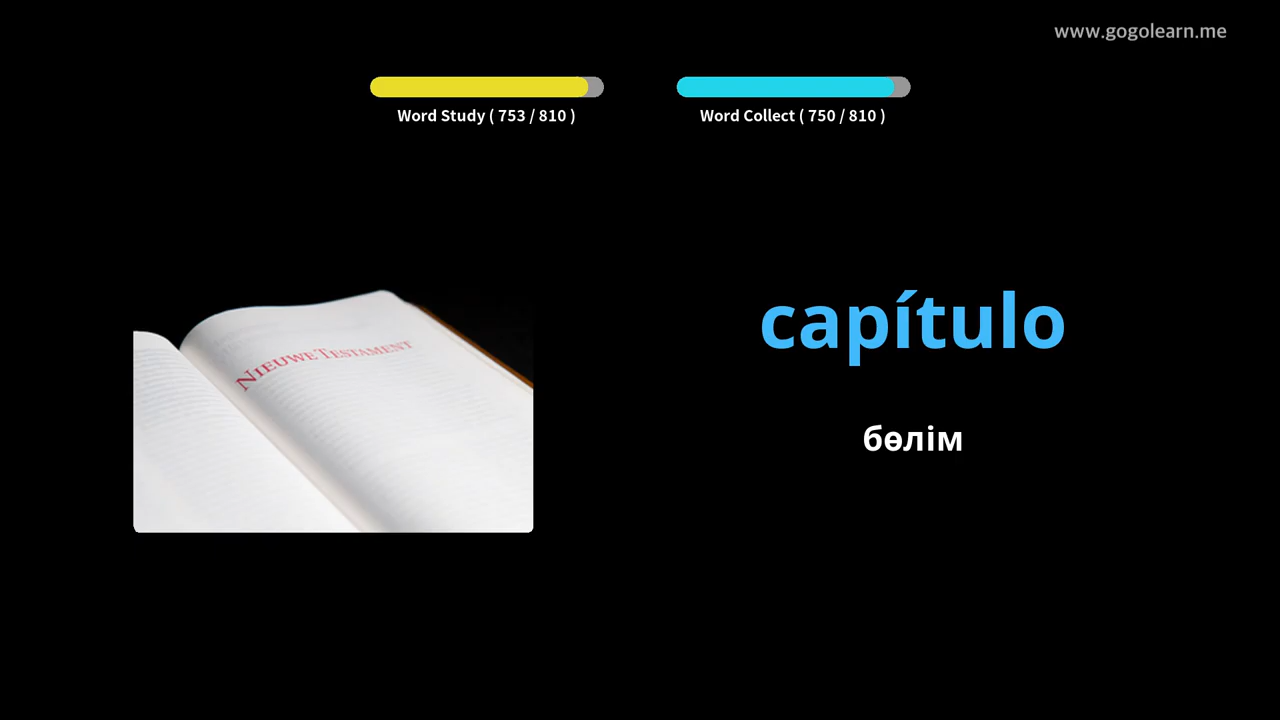 www.gogolearn.me
Word Study ( 753 / 810 )
Word Collect ( 750 / 810 )
NIEUWE TESTAMENT
capítulo
бөлім